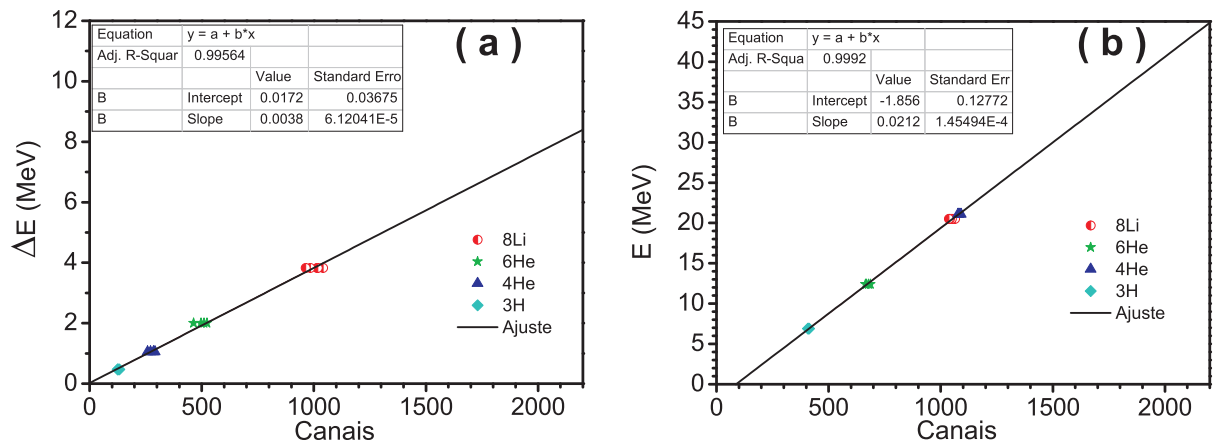 ( a )
Equation y = a + b*x
Adj. R-Squar 0.99564
Value Standard Erro
B Intercept 0.0172 0.03675
B Slope 0.0038 6.12041E-5
12
10
8
6
4
2
0
ΔE (MeV)
8Li
6He
4He
3H
Ajuste
0 500 1000 1500 2000
Canais
( b )
Equation y = a + b*x
Adj. R-Squa 0.9992
Value Standard Err
B Intercept -1.856 0.12772
B Slope 0.0212 1.45494E-4
45
40
35
30
25
20
15
10
5
0
E (MeV)
8Li
6He
4He
3H
Ajuste
0 500 1000 1500 2000
Canais